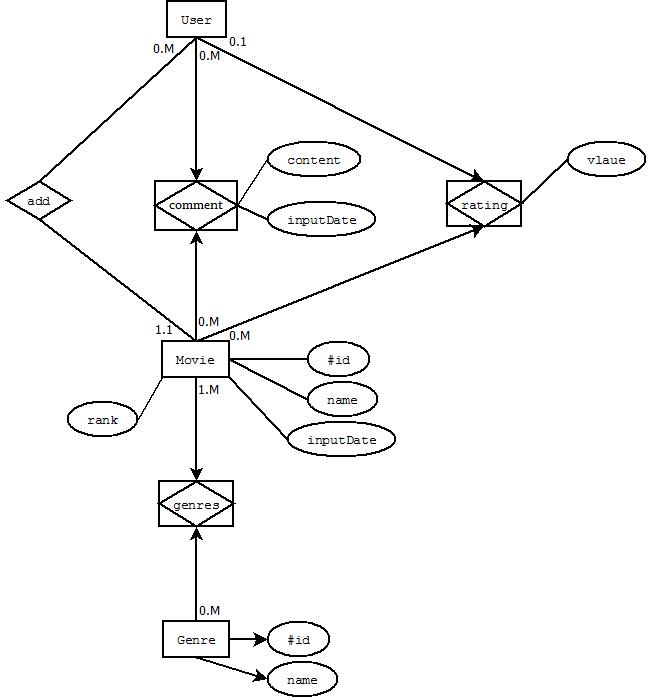 User
0.M
0.M
0.1
content
vlaue
add
comment
rating
inputDate
0.M
1.1
0.M
Movie
#id
1.M
name
rank
inputDate
genres
0.M
Genre
#id
name